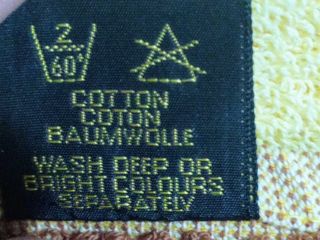 2
60°
COTTON
COTON
BAUMWOLLE
WASH DEEP OR
BRIGHT COLOURS
SEPARATELY